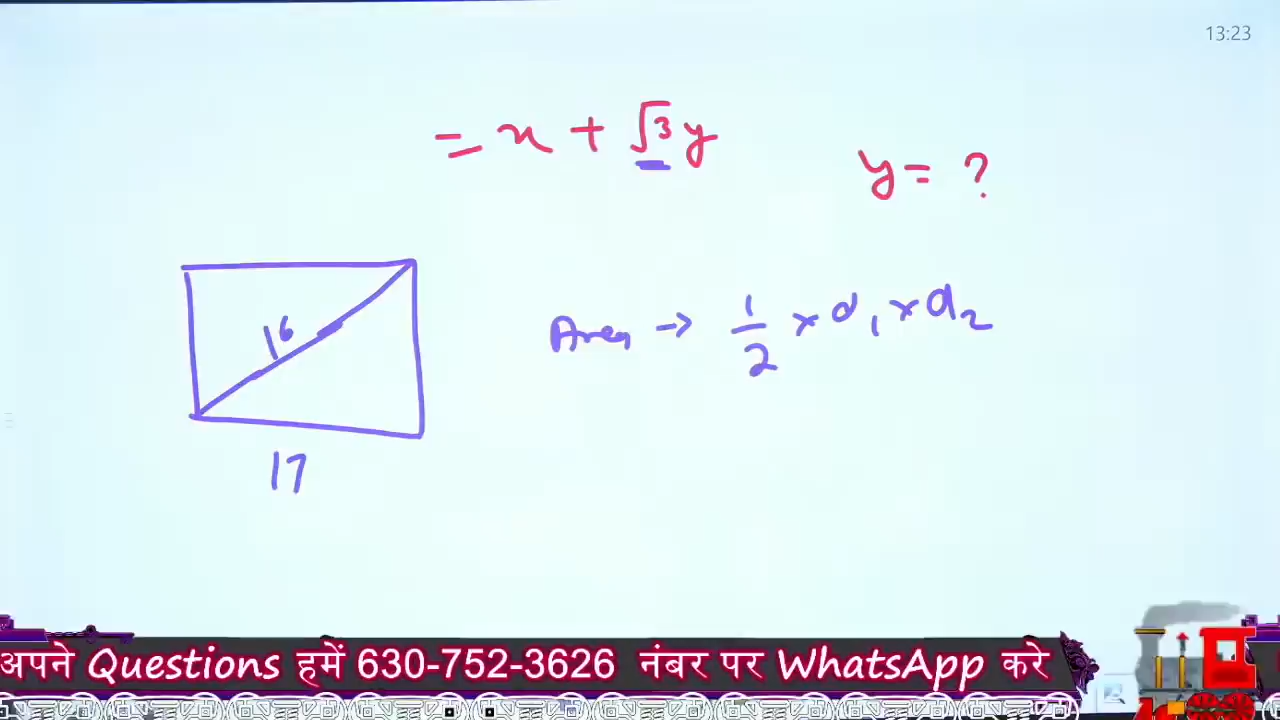 13:23
= x + √3y
y = ?
16
Area → 1/2 × d₁ × d₂
17
अपने Questions हमें 630-752-3626 नंबर पर WhatsApp करे